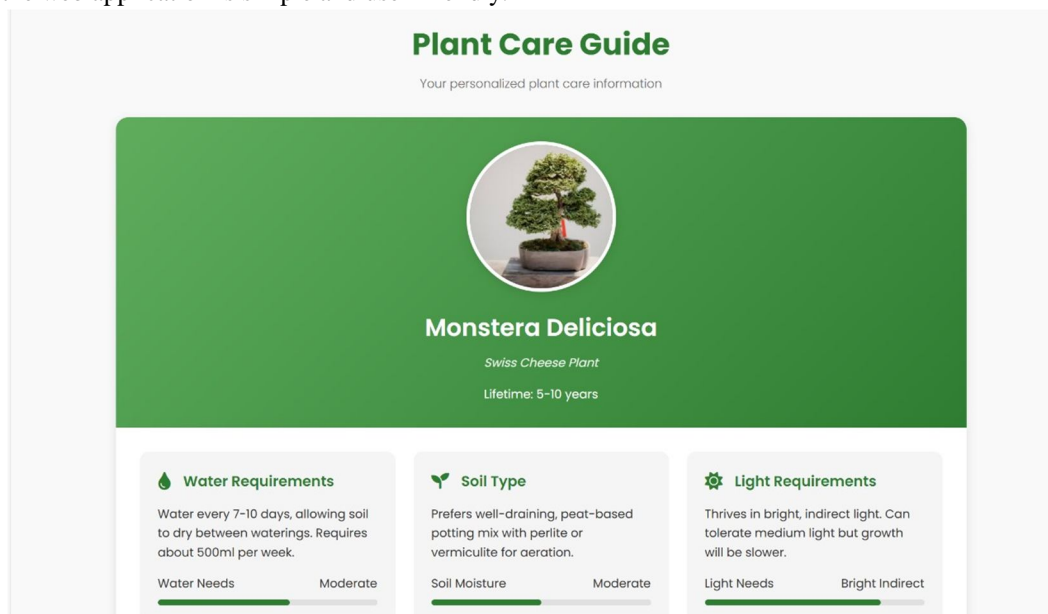 Plant Care Guide
Your personalized plant care information
Monstera Deliciosa
Swiss Cheese Plant
Lifetime: 5-10 years
Water Requirements
Water every 7-10 days, allowing soil
to dry between waterings. Requires
about 500ml per week.
Water Needs Moderate
Soil Type
Prefers well-draining, peat-based
potting mix with perlite or
vermiculite for aeration.
Soil Moisture Moderate
Light Requirements
Thrives in bright, indirect light. Can
tolerate medium light but growth
will be slower.
Light Needs Bright Indirect